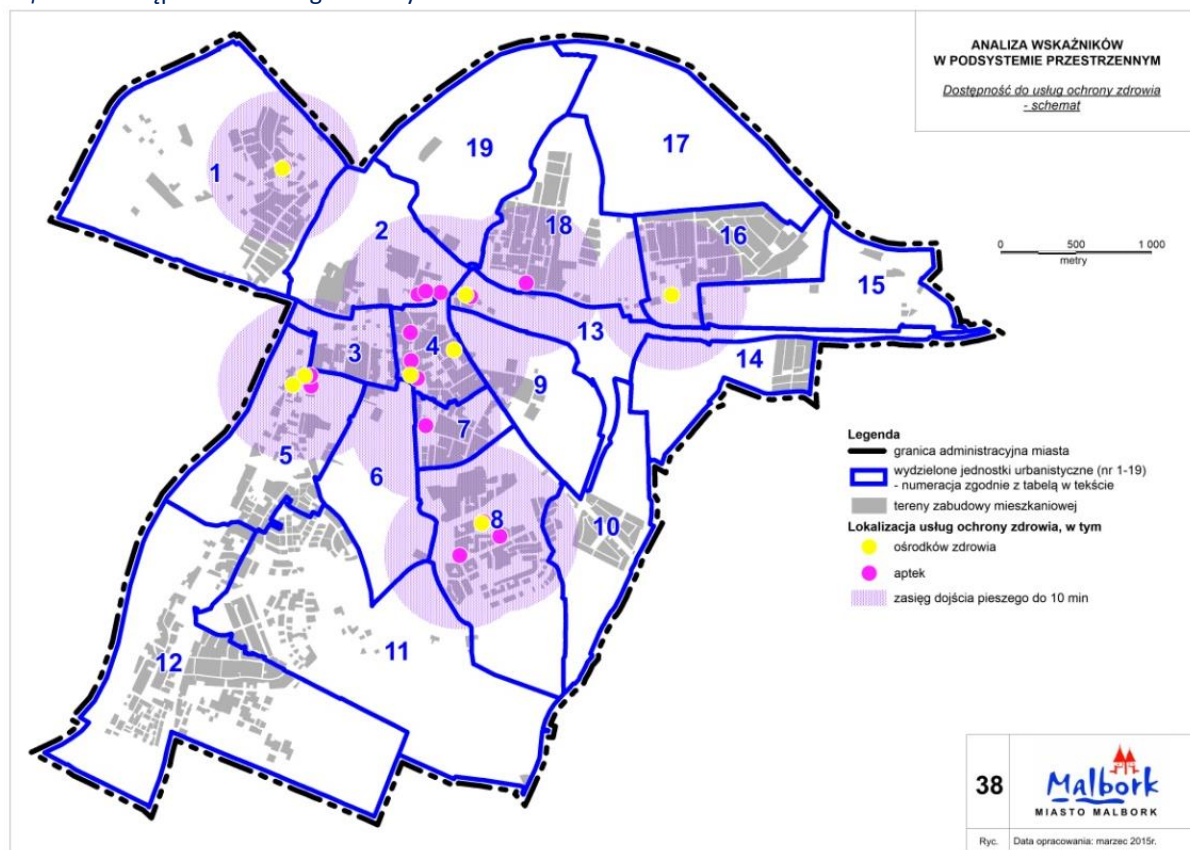 ANALIZA WSKAŹNIKÓW
W PODSYSTEMIE PRZESTRZENNYM
Dostępność do usług ochrony zdrowia
- schemat
17
19
1
18
2
16
0 500 1 000
metry
15
13
3
4
14
9
7
5
6
8
10
11
12
Legenda
granica administracyjna miasta
wydzielone jednostki urbanistyczne (nr 1-19)
- numeracja zgodnie z tabelą w tekście
tereny zabudowy mieszkaniowej
Lokalizacja usług ochrony zdrowia, w tym
ośrodków zdrowia
aptek
zasięg dojścia pieszego do 10 min
38
Malbork
MIASTO MALBORK
Ryc. Data opracowania: marzec 2015r.